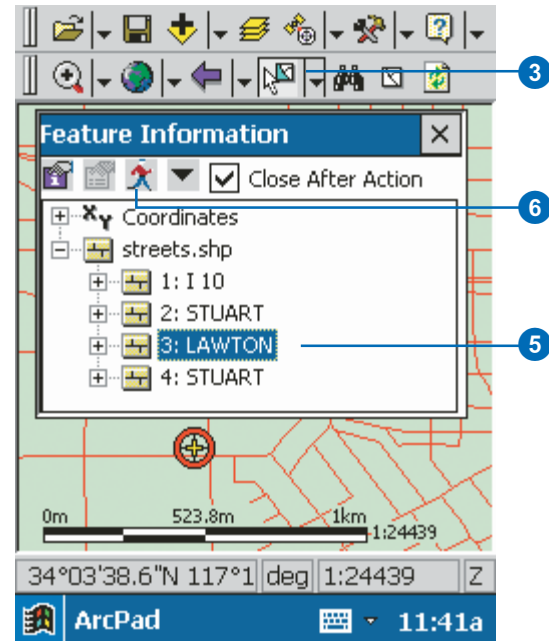 3
Feature Information
Close After Action
6
XY Coordinates
streets.shp
1: I 10
2: STUART
3: LAWTON
5
4: STUART
0m 523.8m 1km
1:24439
34°03'38.6"N 117°1 deg 1:24439 Z
ArcPad 11:41a